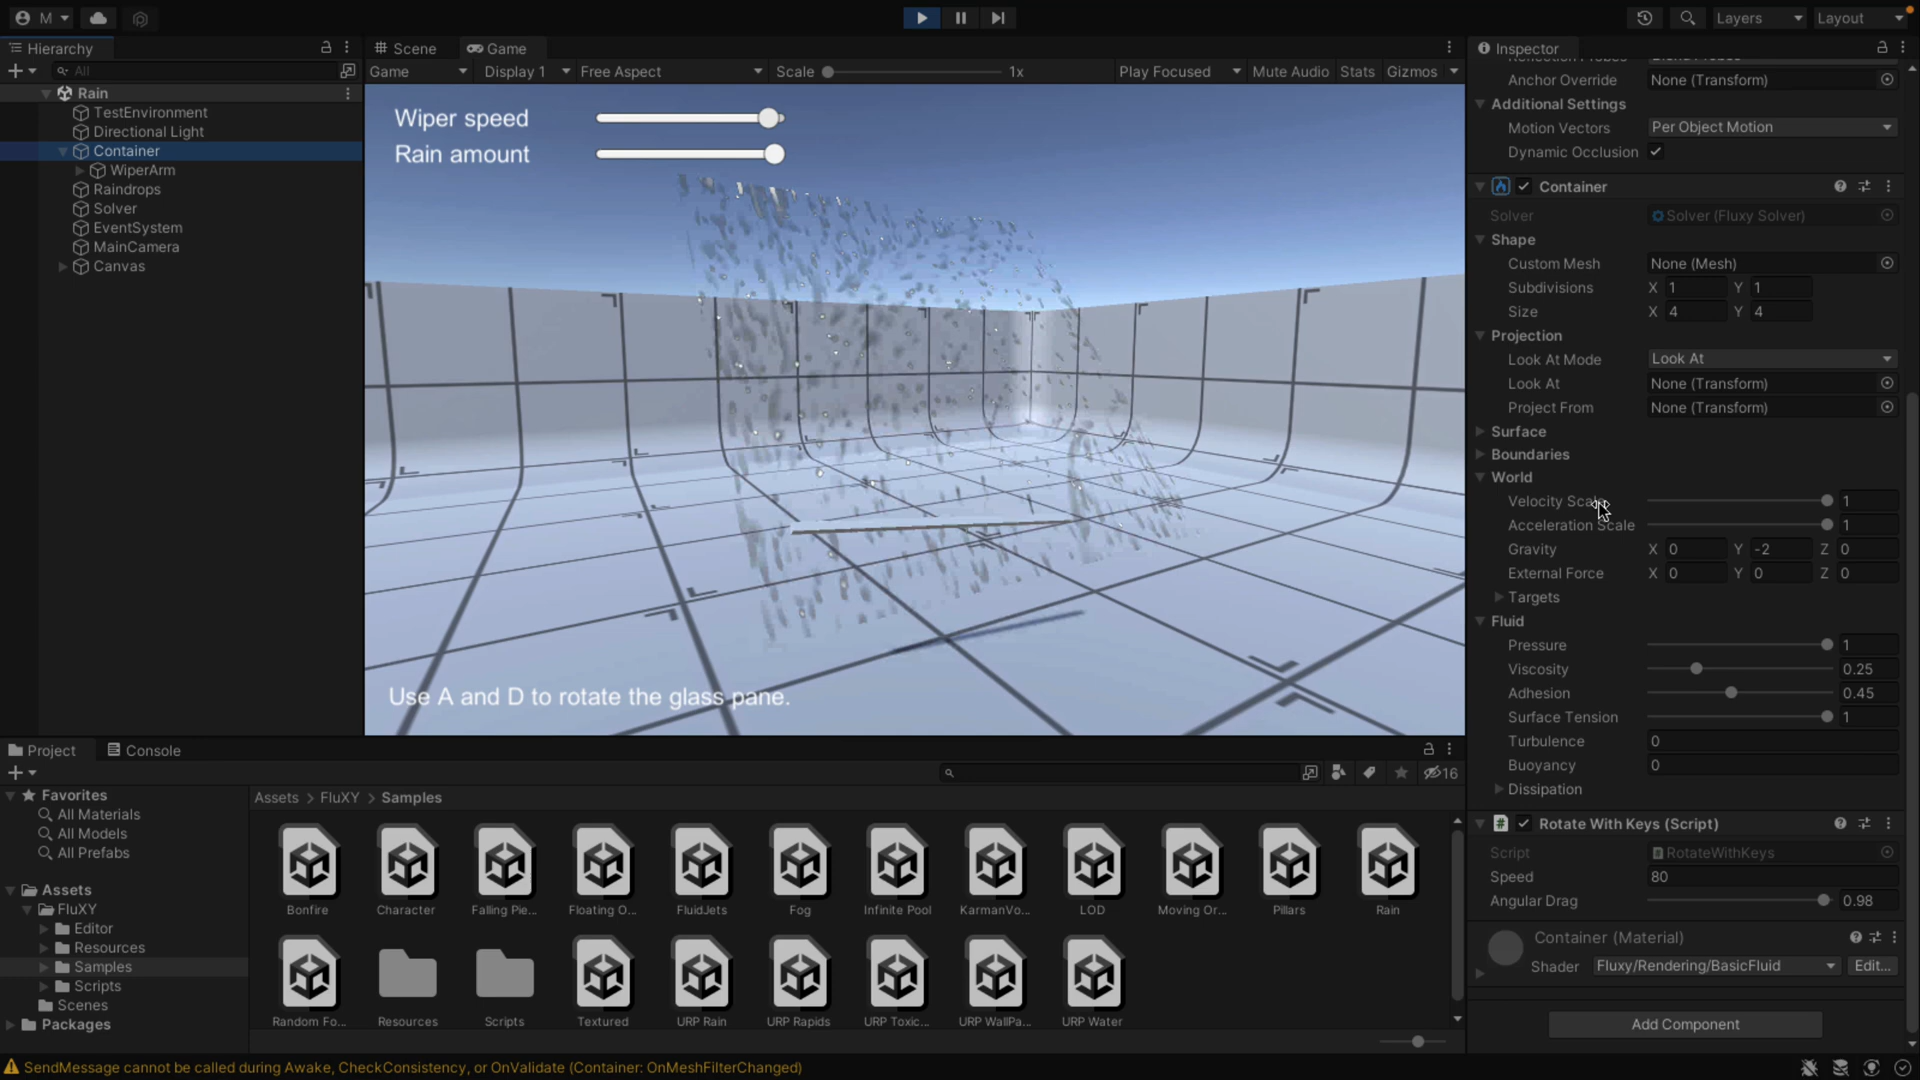 M
Layers
Layout
Hierarchy
All
Rain
TestEnvironment
Directional Light
Container
WiperArm
Raindrops
Solver
EventSystem
MainCamera
Canvas
Scene
Game
Game
Display 1
Free Aspect
Scale
1x
Play Focused
Mute Audio
Stats
Gizmos
Wiper speed
Rain amount
Use A and D to rotate the glass pane.
Inspector
Anchor Override
None (Transform)
Additional Settings
Motion Vectors
Per Object Motion
Dynamic Occlusion
Container
Solver
Solver (Fluxy Solver)
Shape
Custom Mesh
None (Mesh)
Subdivisions
X 1 Y 1
Size
X 4 Y 4
Projection
Look At Mode
Look At
Look At
None (Transform)
Project From
None (Transform)
Surface
Boundaries
World
Velocity Scale
1
Acceleration Scale
1
Gravity
X 0 Y -2 Z 0
External Force
X 0 Y 0 Z 0
Targets
Fluid
Pressure
1
Viscosity
0.25
Adhesion
0.45
Surface Tension
1
Turbulence
0
Buoyancy
0
Dissipation
Rotate With Keys (Script)
Script
RotateWithKeys
Speed
80
Angular Drag
0.98
Container (Material)
Shader
Fluxy/Rendering/BasicFluid
Edit...
Add Component
Project
Console
16
Favorites
All Materials
All Models
All Prefabs
Assets
FluXY
Editor
Resources
Samples
Scripts
Scenes
Packages
Assets > FluXY > Samples
Bonfire
Character
Falling Pie...
Floating O...
FluidJets
Fog
Infinite Pool
KarmanVo...
LOD
Moving Or...
Pillars
Rain
Random Fo...
Resources
Scripts
Textured
URP Rain
URP Rapids
URP Toxic...
URP WallPa...
URP Water
SendMessage cannot be called during Awake, CheckConsistency, or OnValidate (Container: OnMeshFilterChanged)